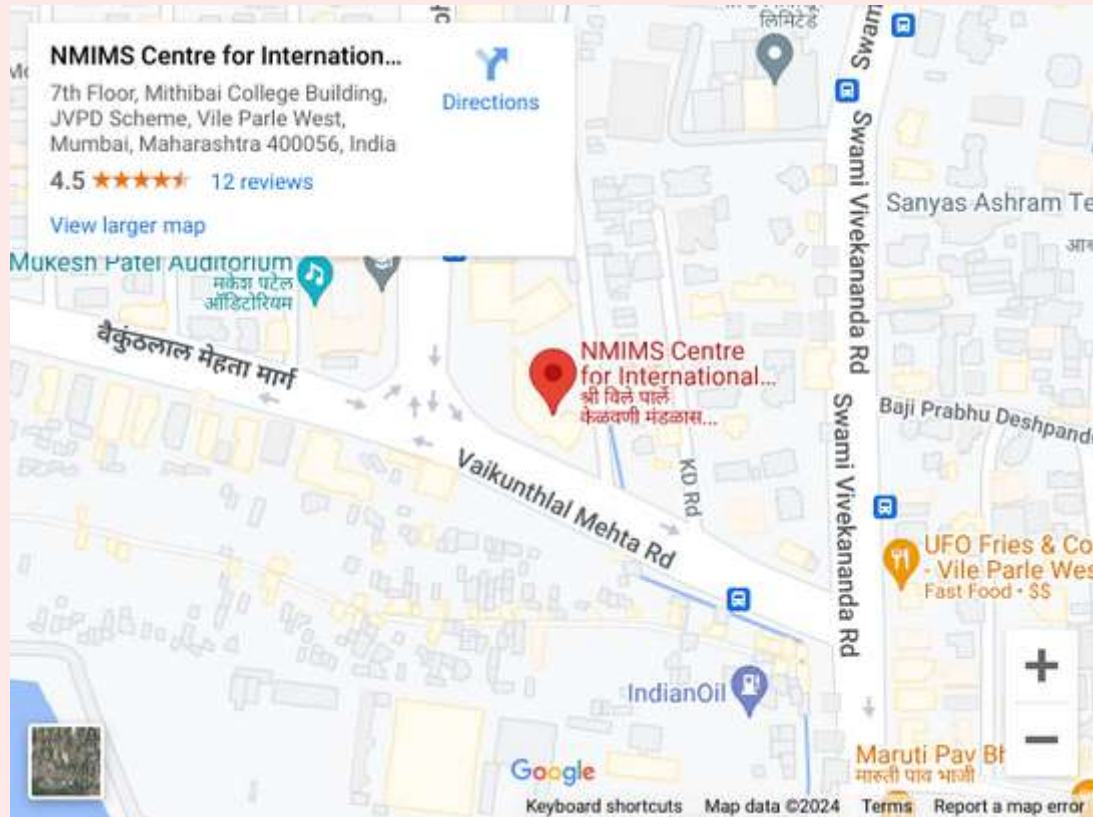 NMIMS Centre for Internation...
7th Floor, Mithibai College Building,
JVPD Scheme, Vile Parle West,
Mumbai, Maharashtra 400056, India
4.5
12 reviews
View larger map
Directions
लिमिटेड
Swami Vivekananda Rd
Sanyas Ashram Te
Mukesh Patel Auditorium
मुकेश पटेल
ऑडिटोरियम
वैकुंठलाल मेहता मार्ग
NMIMS Centre
for International...
श्री विले पार्ले
केळवणी मंडळास...
Baji Prabhu Deshpande
Swami Vivekananda Rd
Vaikunthlal Mehta Rd
KD Rd
UFO Fries & Co
- Vile Parle Wes
Fast Food · $$
IndianOil
Maruti Pav Bh
मारुती पाव भाजी
Google
Keyboard shortcuts
Map data ©2024
Terms
Report a map error